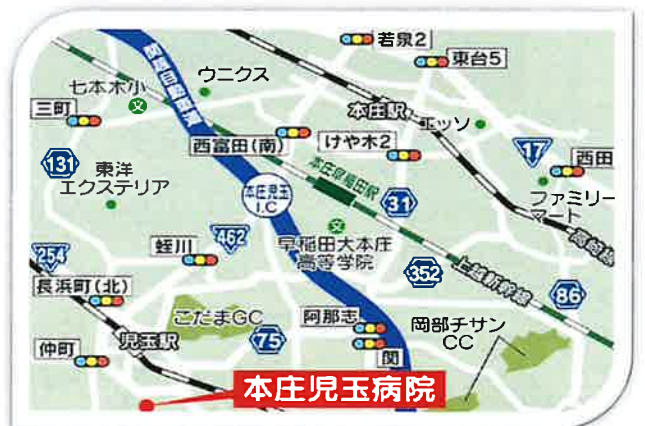 若泉2
東台5
ウニクス
七本木小
文
関越自動車道
三町
本庄駅
エッソ
西富田(南)
けや木2
17
西田
131
東洋
エクステリア
本庄児玉
I.C
本庄早稲田駅
31
ファミリー
マート
高崎線
文
462
早稲田大本庄
高等学院
254
蛭川
352
上越新幹線
86
長浜町(北)
こだまGC
阿那志
岡部チサン
CC
75
児玉駅
仲町
関
本庄児玉病院